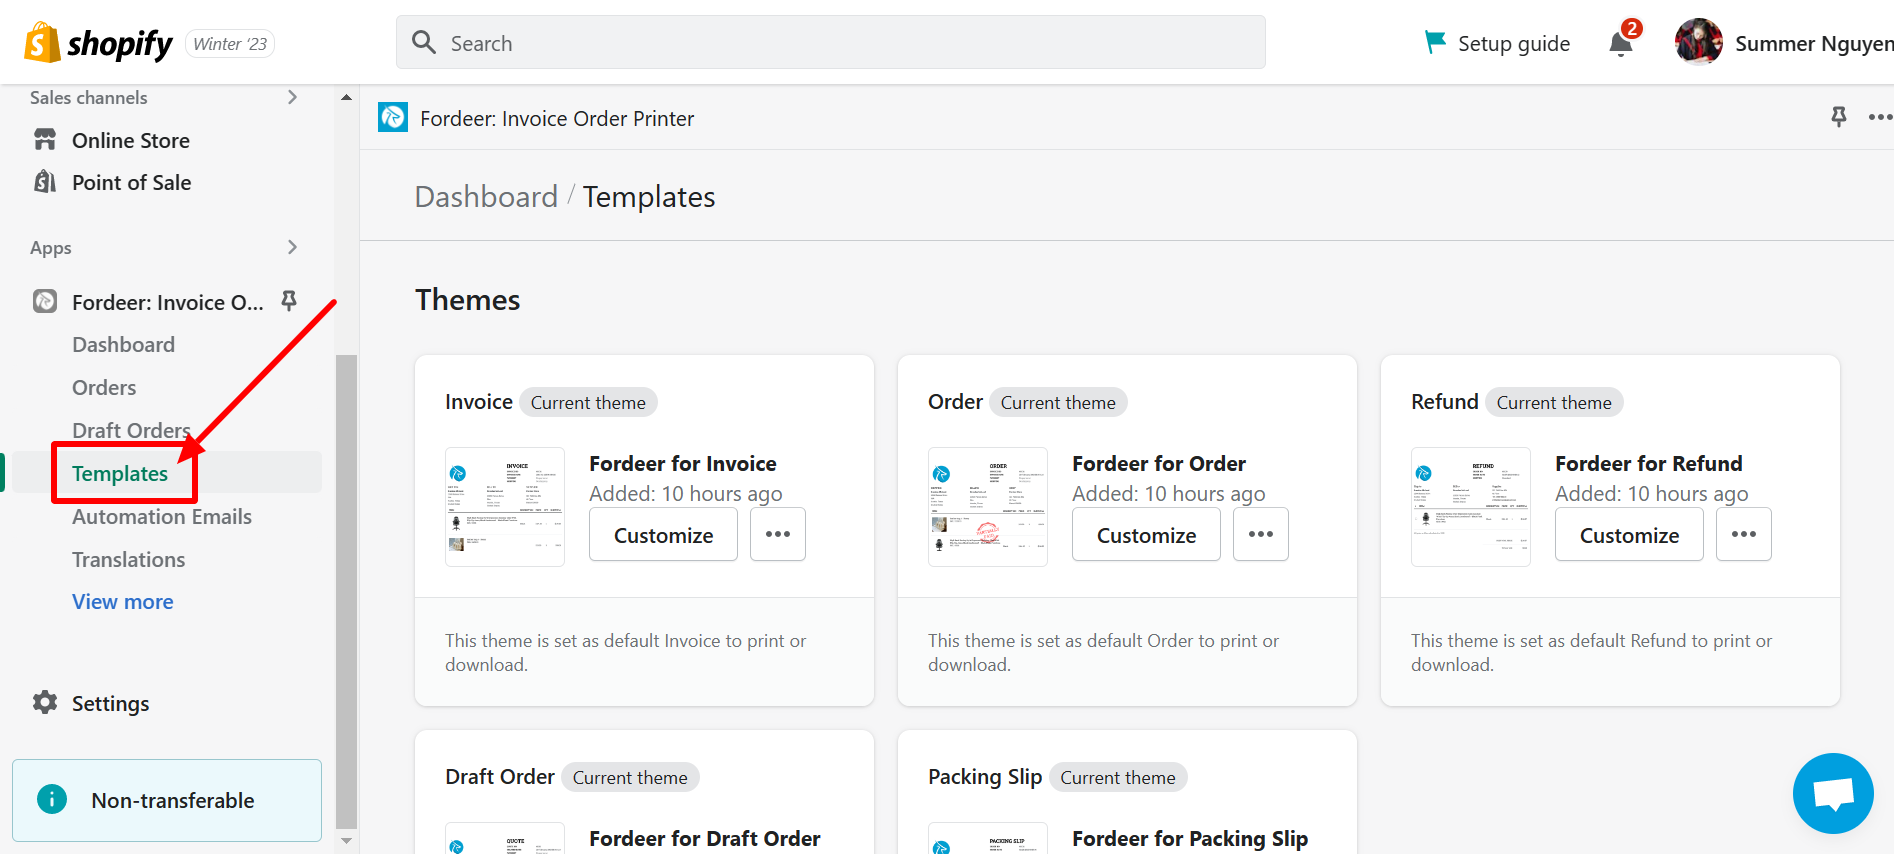 shopify
Winter ‘23
Search
Setup guide
2
Summer Nguyen
Sales channels
Online Store
Point of Sale
Apps
Fordeer: Invoice O...
Dashboard
Orders
Draft Orders
Templates
Automation Emails
Translations
View more
Settings
Non-transferable
Fordeer: Invoice Order Printer
Dashboard / Templates
Themes
Invoice Current theme
INVOICE
Fordeer for Invoice
Added: 10 hours ago
Customize
This theme is set as default Invoice to print or
download.
Order Current theme
ORDER
Fordeer for Order
Added: 10 hours ago
Customize
This theme is set as default Order to print or
download.
Refund Current theme
REFUND
Fordeer for Refund
Added: 10 hours ago
Customize
This theme is set as default Refund to print or
download.
Draft Order Current theme
QUOTE
Fordeer for Draft Order
Packing Slip Current theme
PACKING SLIP
Fordeer for Packing Slip